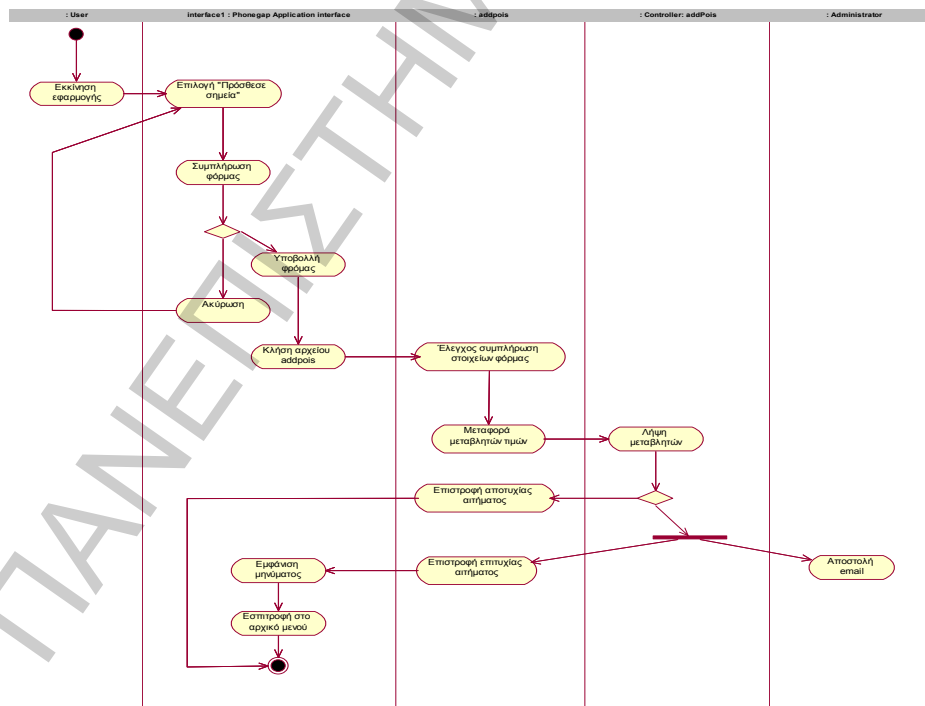 : User
interface1 : Phonegap Application interface
: addpois
: Controller: addPois
: Administrator
Εκκίνηση
εφαρμογής
Επιλογή "Πρόσθεσε
σημεία"
Συμπλήρωση
φόρμας
Υποβολλή
φρόμας
Ακύρωση
Κλήση αρχείου
addpois
Έλεγχος συμπλήρωση
στοιχείων φόρμας
Μεταφορά
μεταβλητών τιμών
Λήψη
μεταβλητών
Επιστροφή αποτυχίας
αιτήματος
Επιστροφή επιτυχίας
αιτήματος
Αποστολή
email
Εμφάνιση
μηνύματος
Εσπιτροφή στο
αρχικό μενού
ΠΑΝΕΠΙΣΤΗΜ